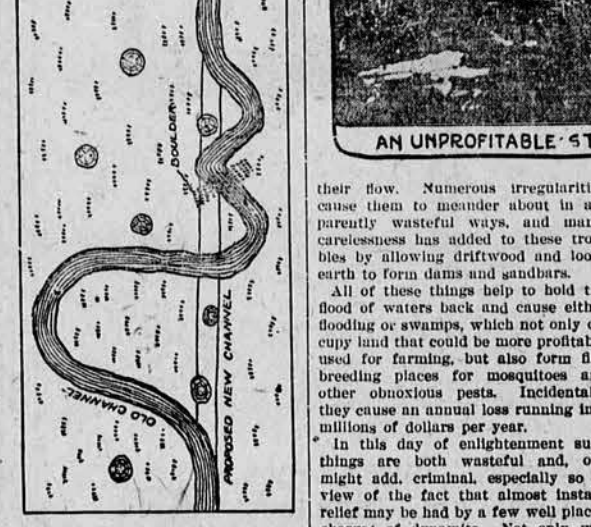 BOULDER
OLD CHANNEL
PROPOSED NEW CHANNEL
AN UNPROFITABLE ST
their flow. Numerous irregulariti
cause them to meander about in a
parently wasteful ways, and man
carelessness has added to these tro
bles by allowing driftwood and loo
earth to form dams and sandbars.
All of these things help to hold t
flood of waters back and cause eith
flooding or swamps, which not only o
cupy land that could be more profitab
used for farming, but also form fi
breeding places for mosquitoes a
other obnoxious pests. Incidental
they cause an annual loss running in
millions of dollars per year.
In this day of enlightenment su
things are both wasteful and, o
might add, criminal, especially so
view of the fact that almost insta
relief may be had by a few well plac